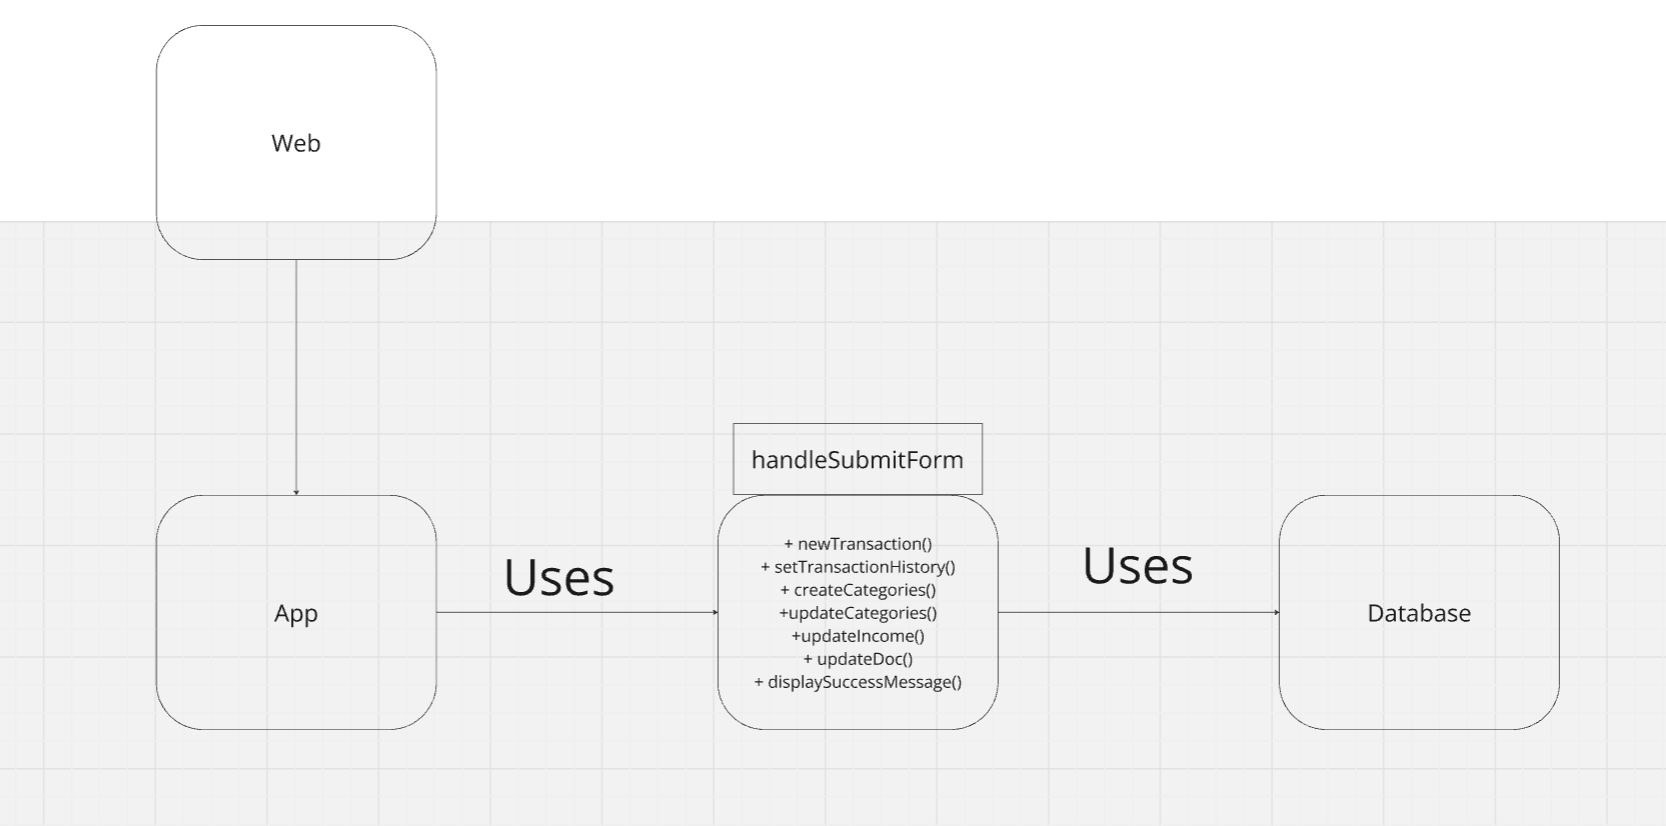 Web
handleSubmitForm
App
Uses
+ newTransaction()
+ setTransactionHistory()
+ createCategories()
+updateCategories()
+updateIncome()
+ updateDoc()
+ displaySuccessMessage()
Uses
Database